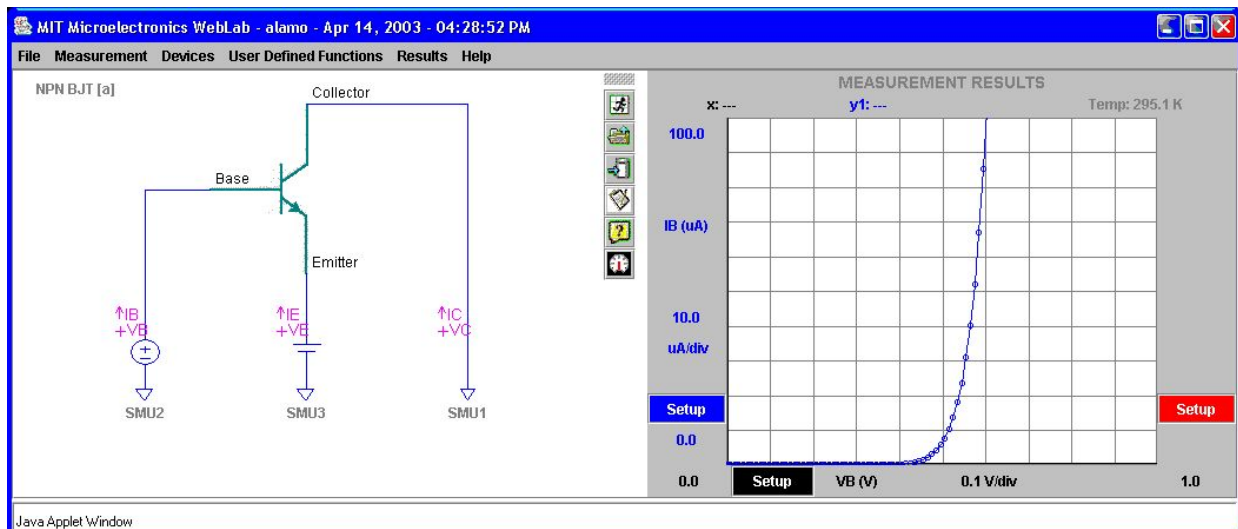 MIT Microelectronics WebLab - alamo - Apr 14, 2003 - 04:28:52 PM
File Measurement Devices User Defined Functions Results Help
NPN BJT [a]
Collector
Base
Emitter
↑IB
+VB
↑IE
+VE
↑IC
+VC
SMU2
SMU3
SMU1
MEASUREMENT RESULTS
x: --- y1: --- Temp: 295.1 K
100.0
IB (uA)
10.0
uA/div
Setup
Setup
0.0
0.0 Setup VB (V) 0.1 V/div 1.0
Java Applet Window